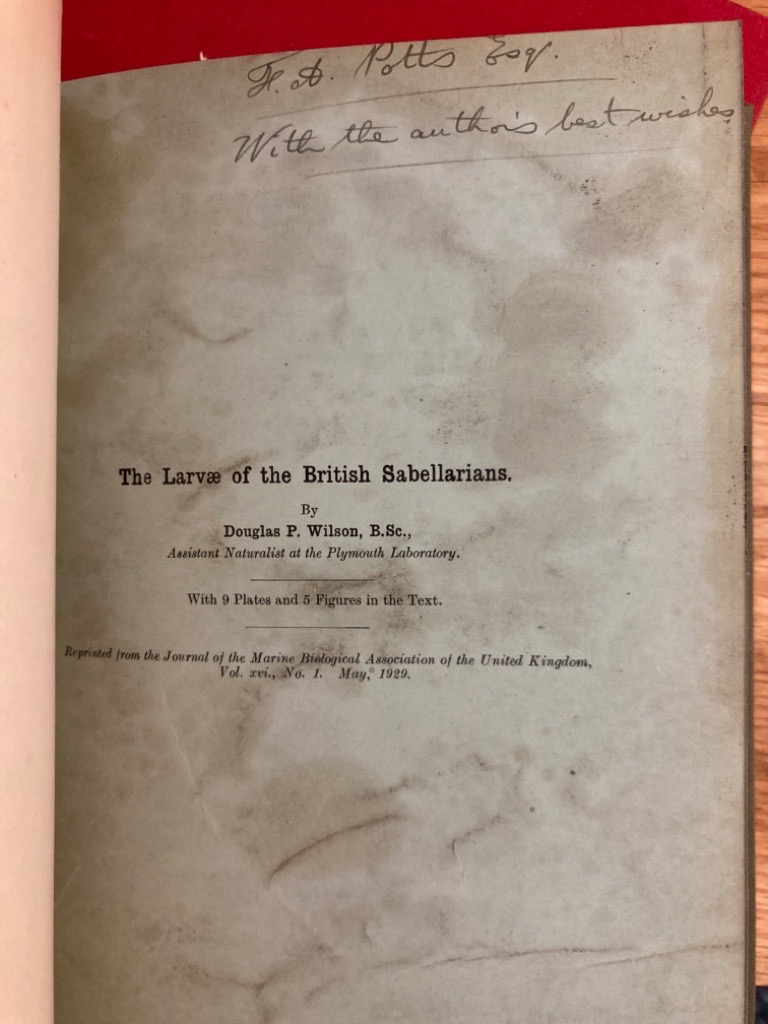 F. A. Potts Esq.
With the author's best wishes
The Larvæ of the British Sabellarians.
By
Douglas P. Wilson, B.Sc.,
Assistant Naturalist at the Plymouth Laboratory.
With 9 Plates and 5 Figures in the Text.
Reprinted from the Journal of the Marine Biological Association of the United Kingdom,
Vol. xvi., No. 1. May, 1929.